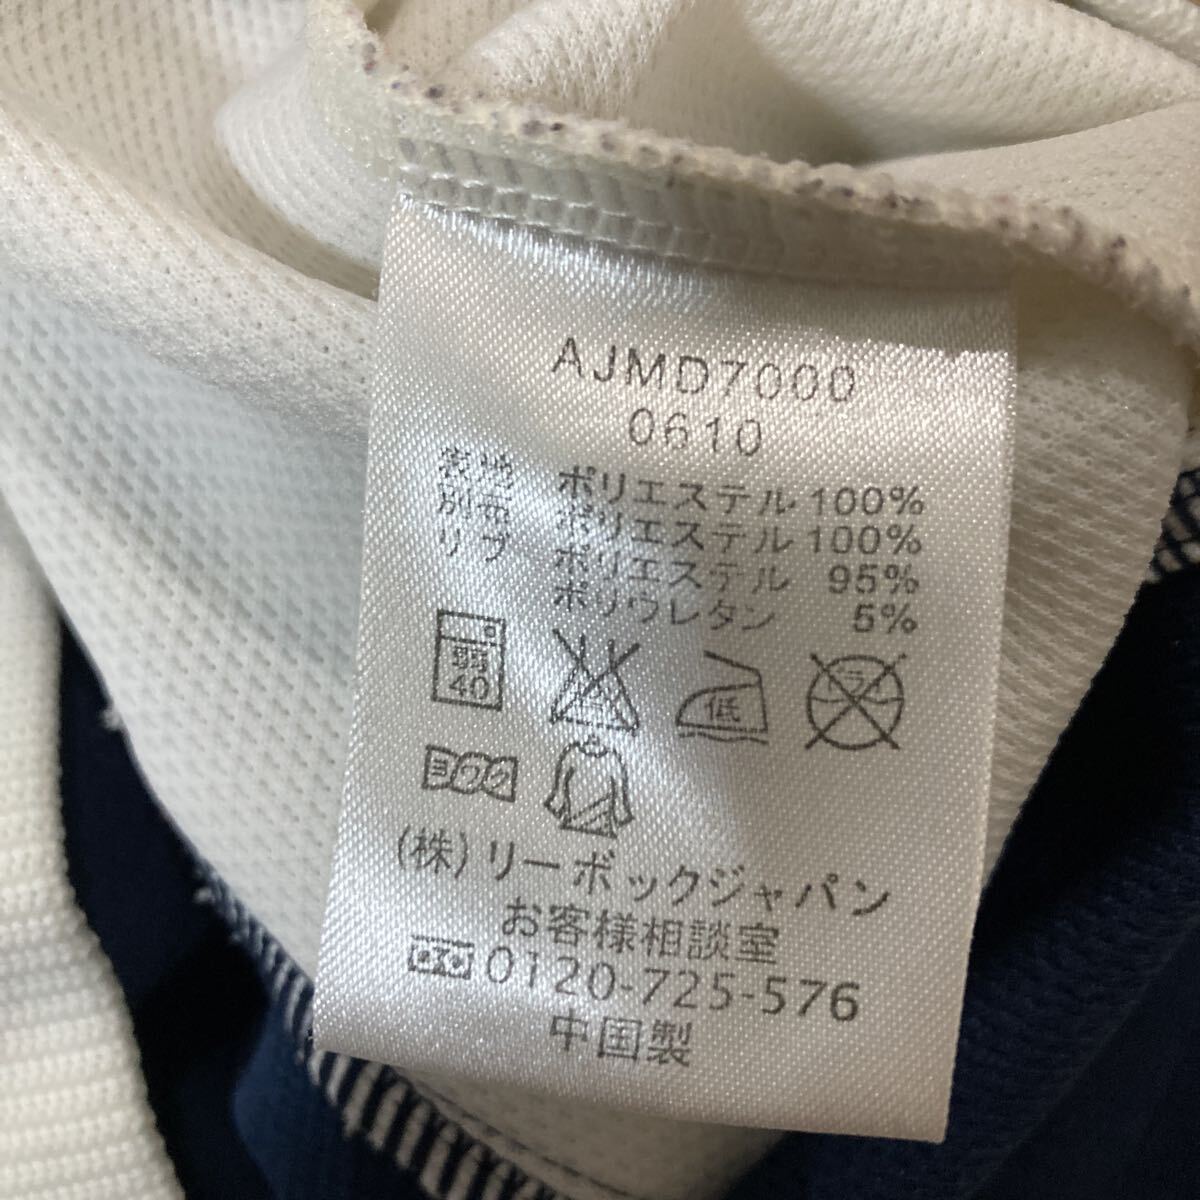 AJMD7000
0610
表地 ポリエステル 100%
別布 ポリエステル 100%
リブ ポリエステル 95%
ポリウレタン 5%
弱 40
低
ドライ
ヨワク
(株)リーボックジャパン
お客様相談室
0120-725-576
中国製